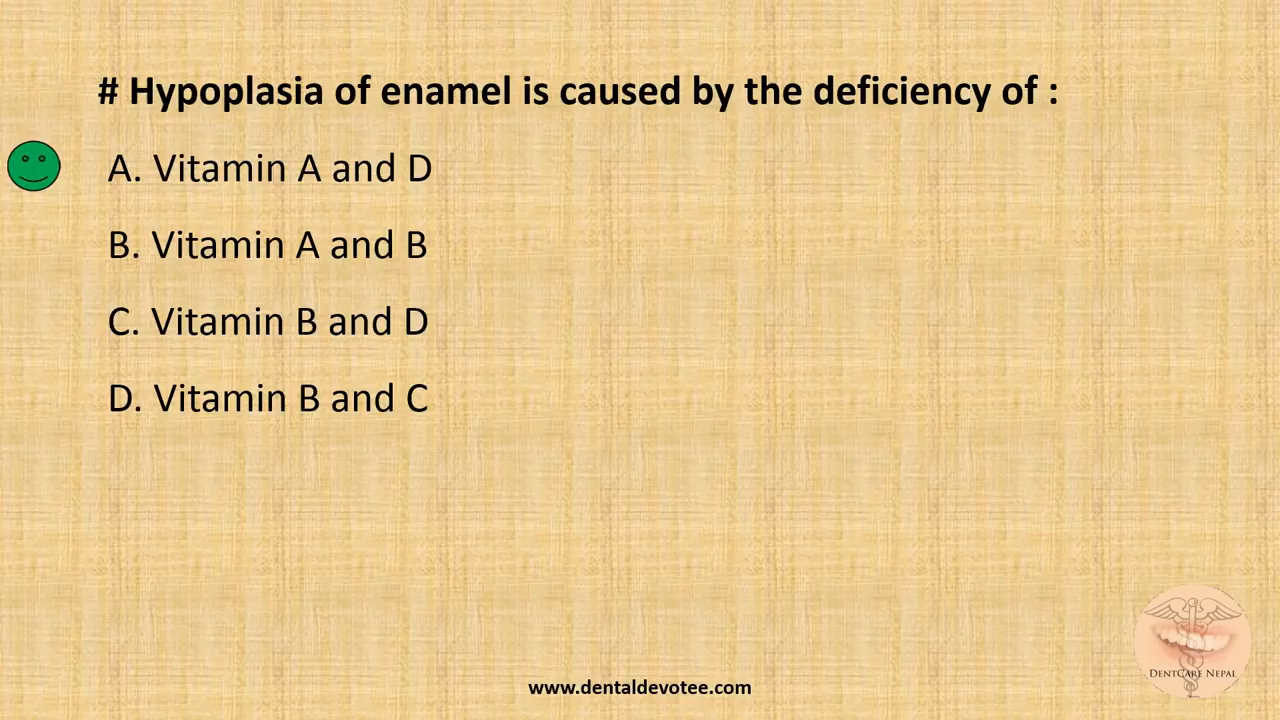 # Hypoplasia of enamel is caused by the deficiency of :
A. Vitamin A and D
B. Vitamin A and B
C. Vitamin B and D
D. Vitamin B and C
DENTCARE NEPAL
www.dentaldevotee.com